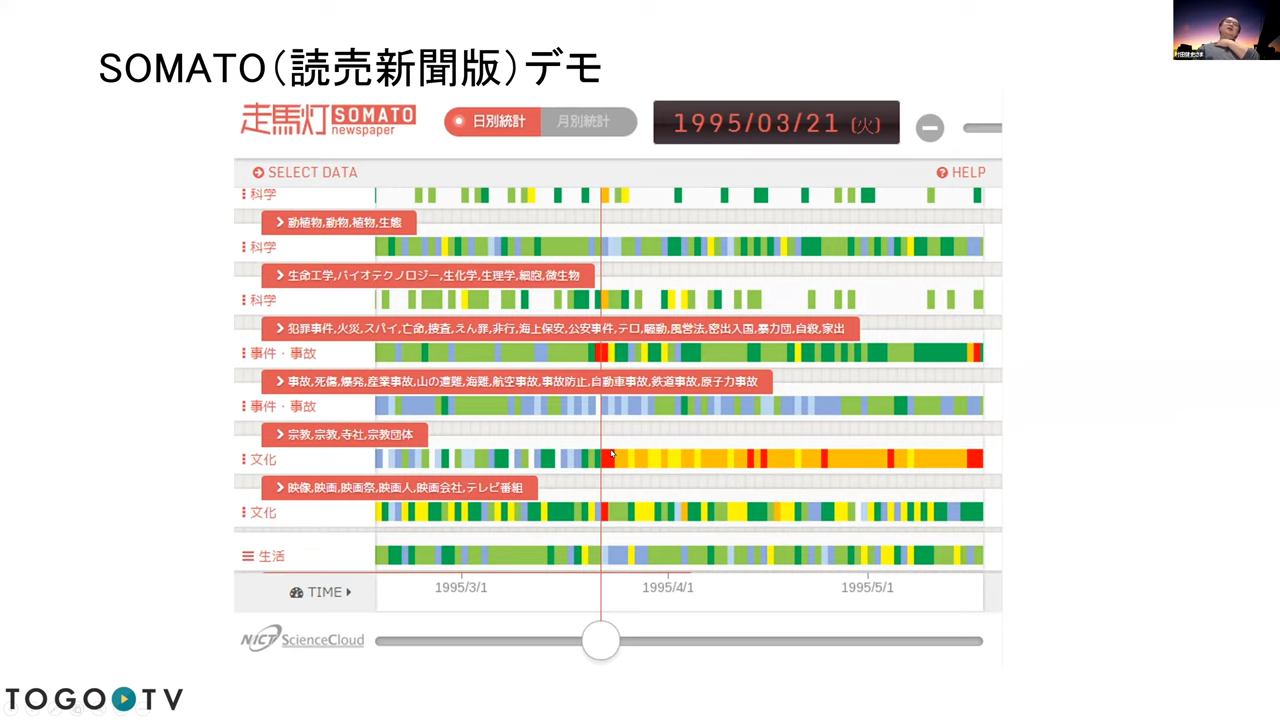 SOMATO(読売新聞版)デモ
走馬灯 SOMATO newspaper
日別統計 月別統計
1995/03/21 (火)
SELECT DATA
HELP
科学
動植物,動物,植物,生態
科学
生命工学,バイオテクノロジー,生化学,生理学,細胞,微生物
科学
犯罪事件,火災,スパイ,亡命,捜査,えん罪,非行,海上保安,公安事件,テロ,騒動,風営法,密出入国,暴力団,自殺,家出
事件・事故
事故,死傷,爆発,産業事故,山の遭難,海難,航空事故,事故防止,自動車事故,鉄道事故,原子力事故
事件・事故
宗教,宗教,寺社,宗教団体
文化
映像,映画,映画祭,映画人,映画会社,テレビ番組
文化
生活
TIME
1995/3/1
1995/4/1
1995/5/1
NICT ScienceCloud
TOGO TV